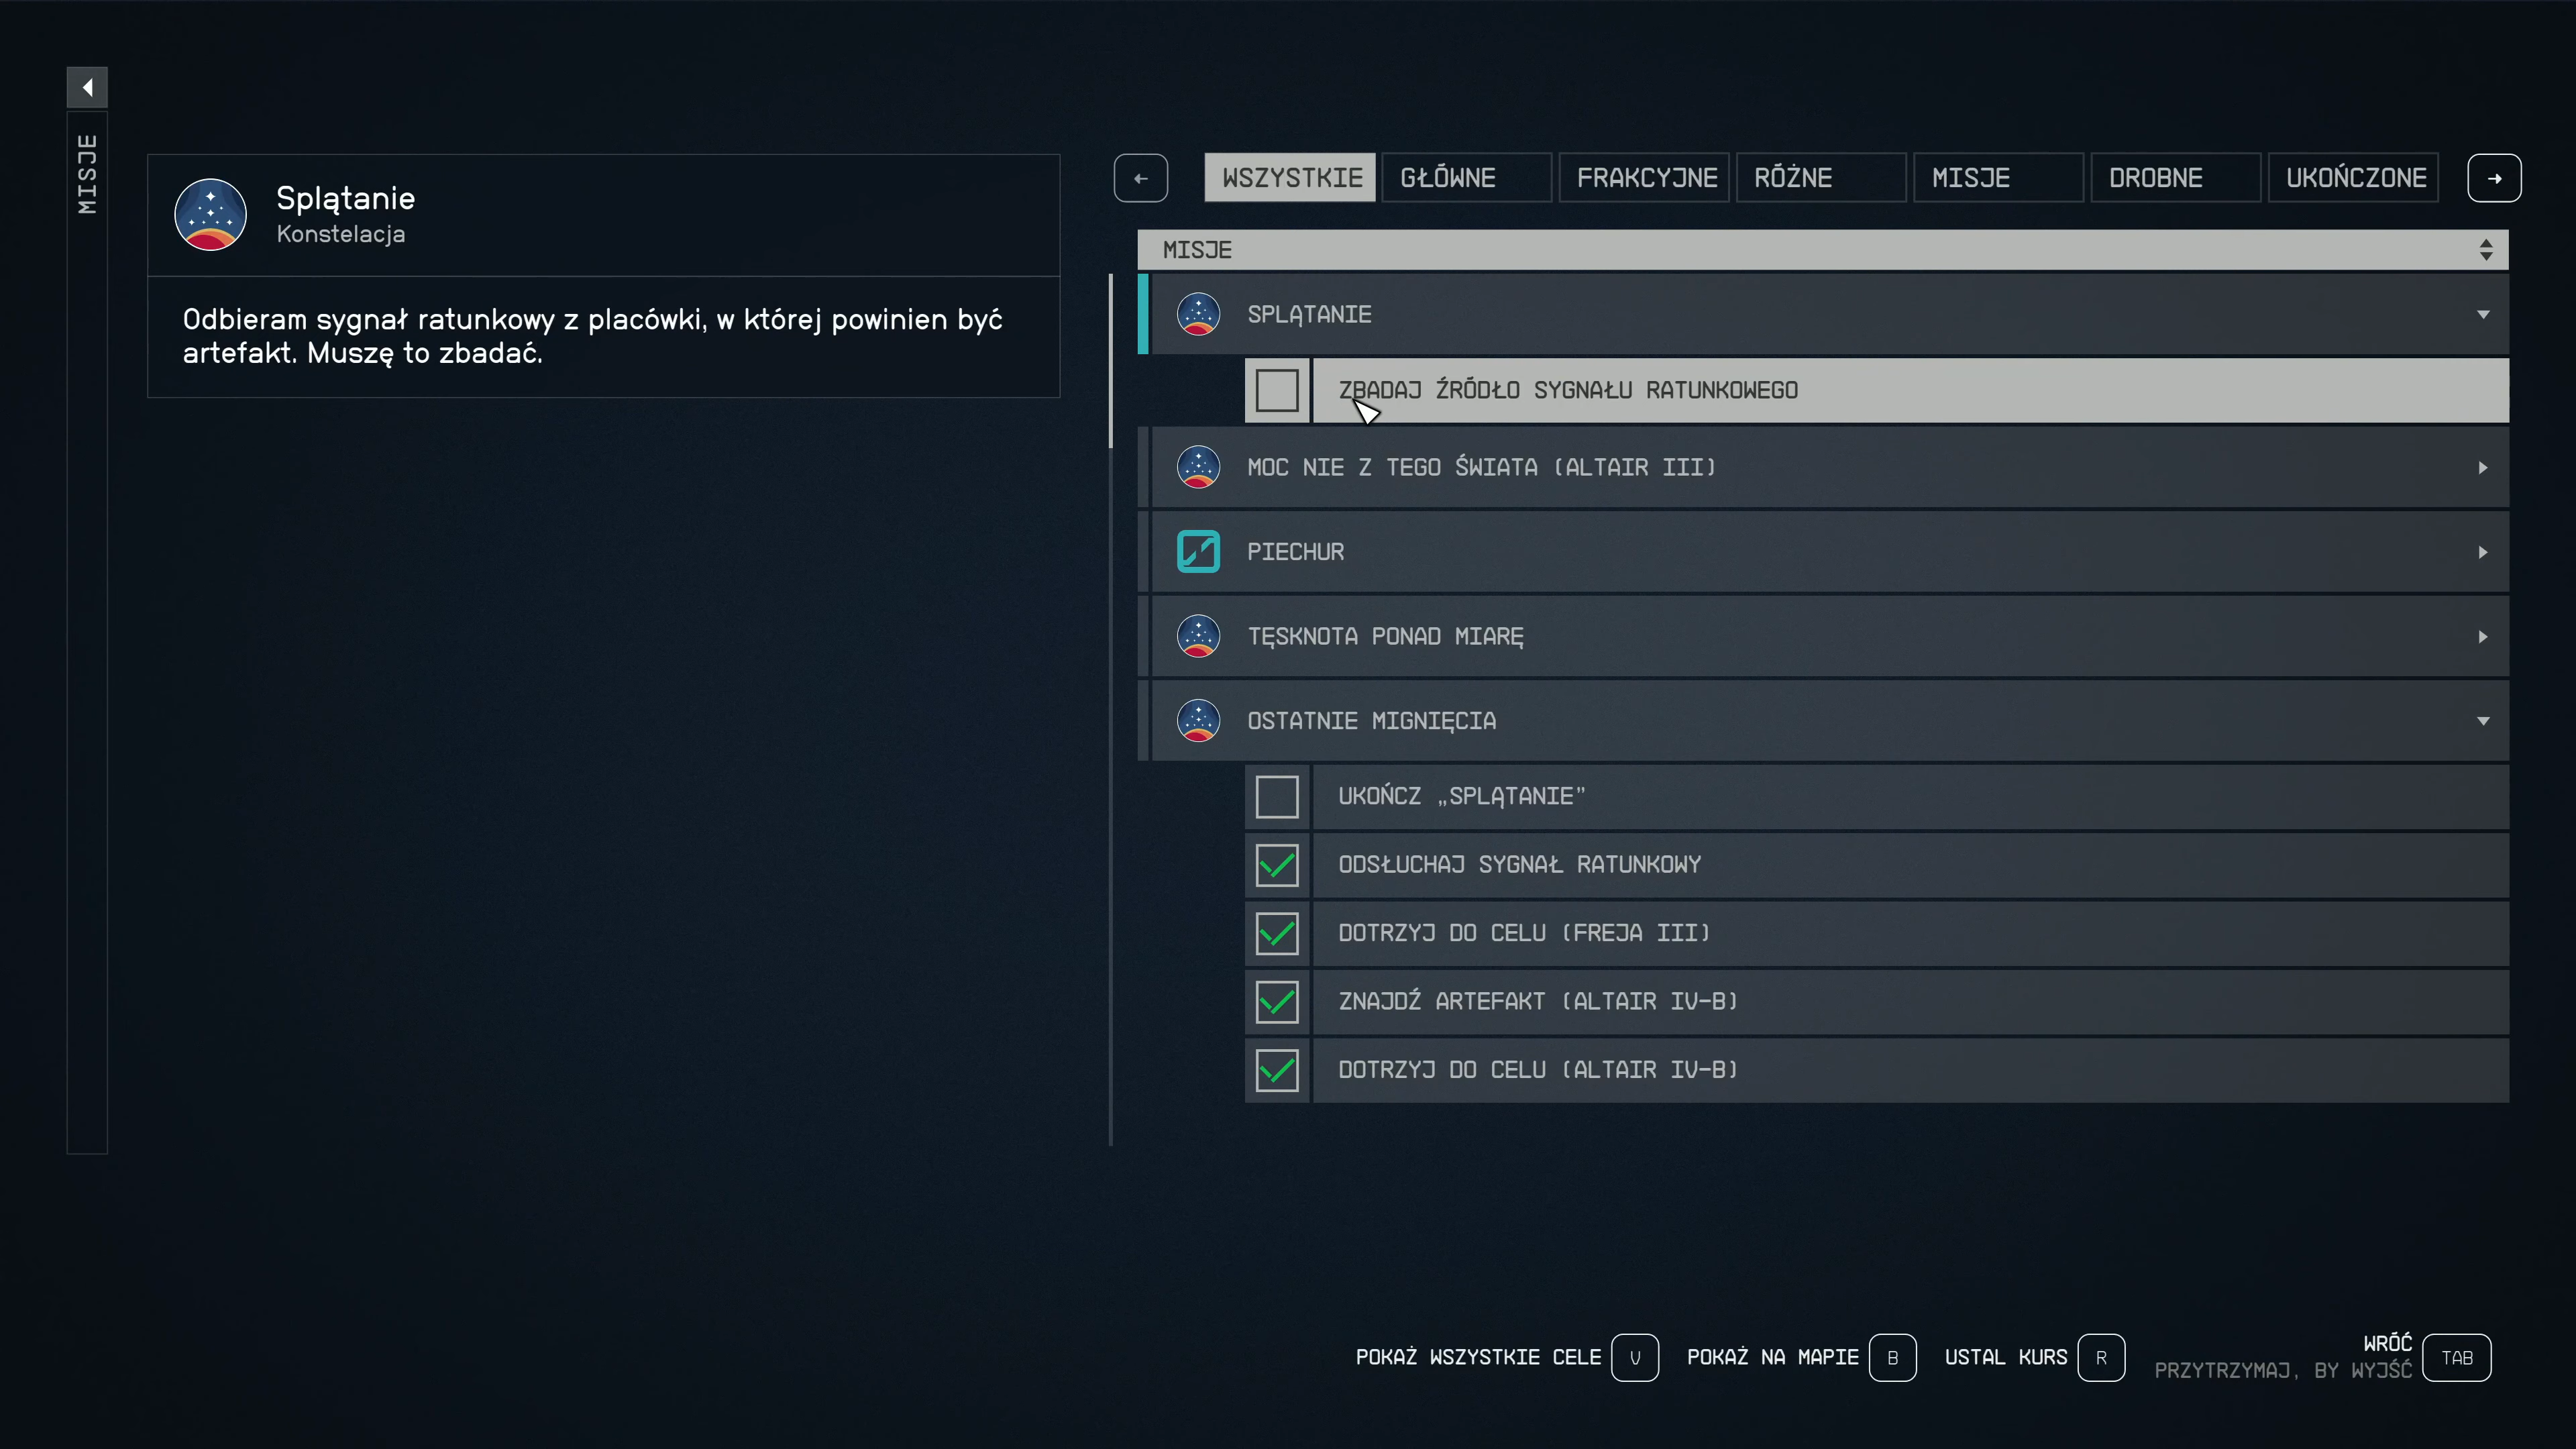 MISJE
Splątanie
Konstelacja
Odbieram sygnał ratunkowy z placówki, w której powinien być
artefakt. Muszę to zbadać.
WSZYSTKIE GŁÓWNE FRAKCYJNE RÓŻNE MISJE DROBNE UKOŃCZONE
MISJE
SPLĄTANIE
ZBADAJ ŹRÓDŁO SYGNAŁU RATUNKOWEGO
MOC NIE Z TEGO ŚWIATA (ALTAIR III)
PIECHUR
TĘSKNOTA PONAD MIARĘ
OSTATNIE MIGNIĘCIA
UKOŃCZ „SPLĄTANIE”
ODSŁUCHAJ SYGNAŁ RATUNKOWY
DOTRZYJ DO CELU (FREJA III)
ZNAJDŹ ARTEFAKT (ALTAIR IV-B)
DOTRZYJ DO CELU (ALTAIR IV-B)
POKAŻ WSZYSTKIE CELE V POKAŻ NA MAPIE B USTAL KURS R WRÓĆ TAB
PRZYTRZYMAJ, BY WYJŚĆ